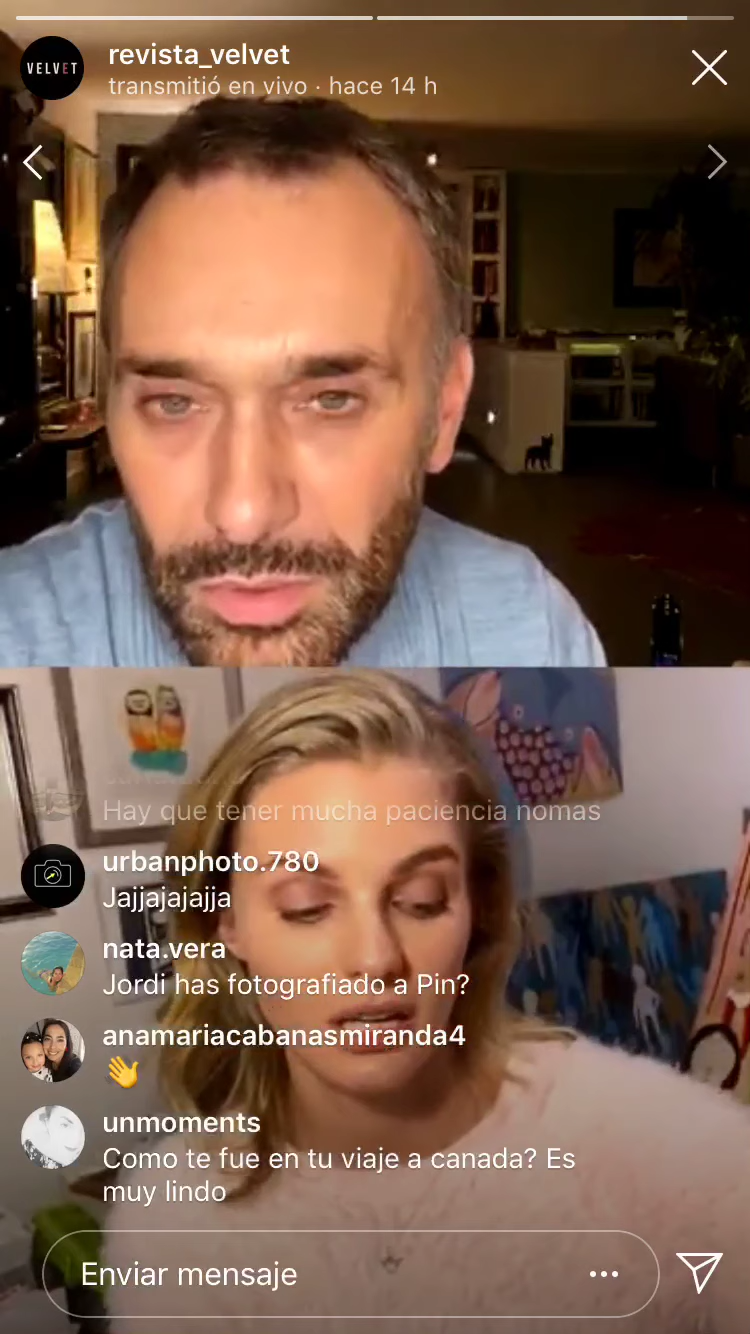 VELVET
revista_velvet
transmitió en vivo · hace 14 h
Hay que tener mucha paciencia nomas
urbanphoto.780
Jajjajajajja
nata.vera
Jordi has fotografiado a Pin?
anamariacabanasmiranda4
👋
unmoments
Como te fue en tu viaje a canada? Es
muy lindo
Enviar mensaje